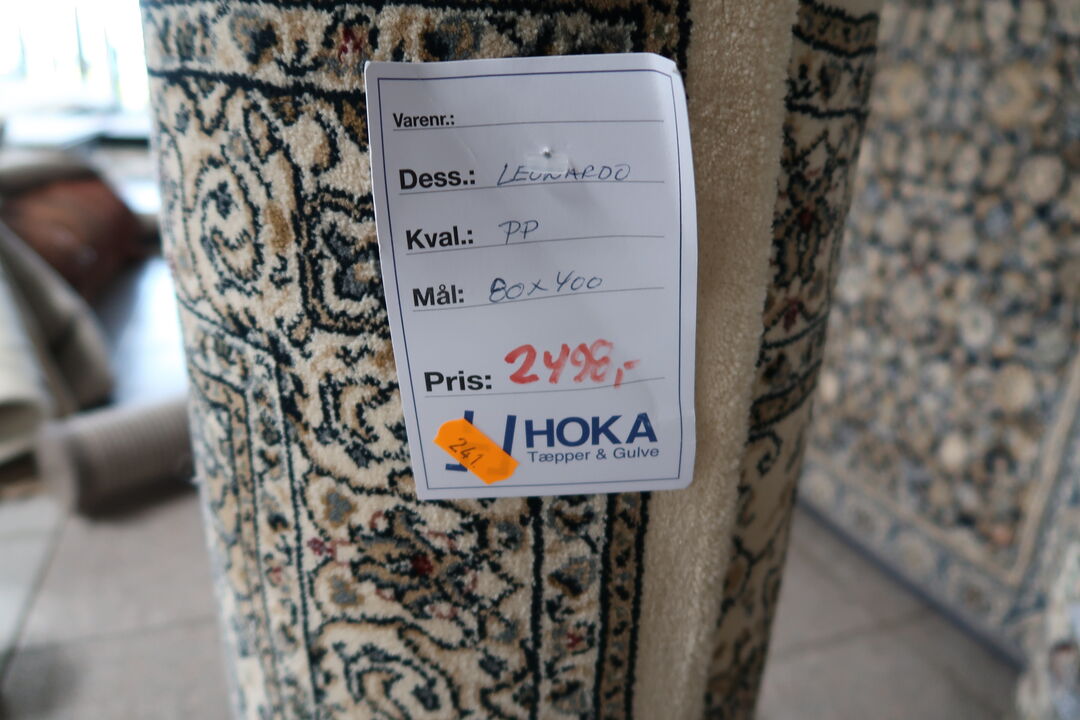 Varenr.:
Dess.: LEONARDO
Kval.: PP
Mål: 80x400
Pris: 2498,-
HOKA
Tæpper & Gulve
241.